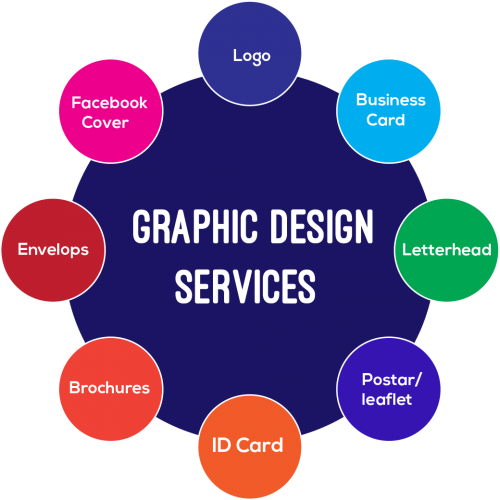 GRAPHIC DESIGN
SERVICES
Logo
Business
Card
Letterhead
Postar/
leaflet
ID Card
Brochures
Envelops
Facebook
Cover